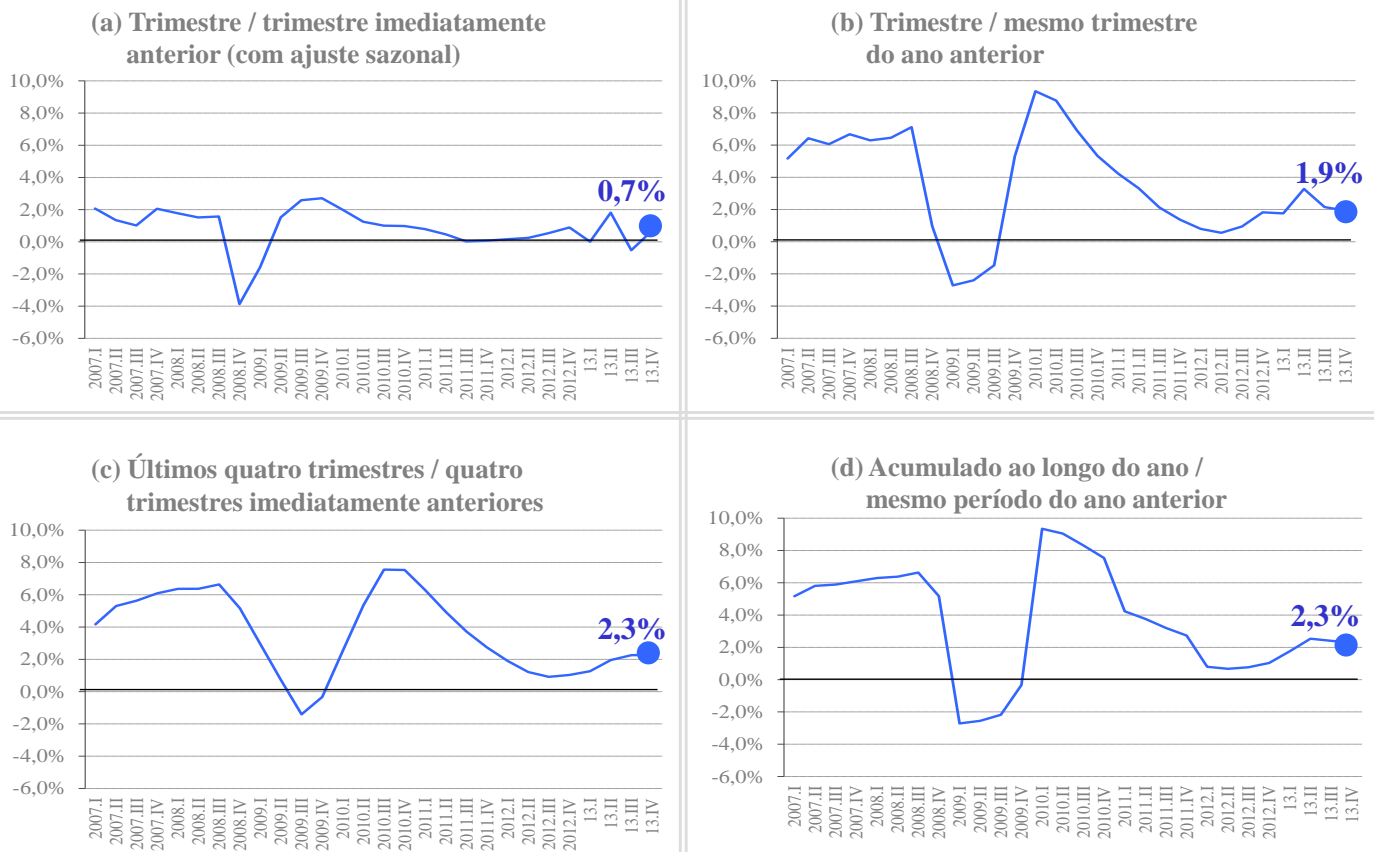 (a) Trimestre / trimestre imediatamente
anterior (com ajuste sazonal)
10,0%
8,0%
6,0%
4,0%
2,0%
0,0%
-2,0%
-4,0%
-6,0%
0,7%
2007.I
2007.II
2007.III
2007.IV
2008.I
2008.II
2008.III
2008.IV
2009.I
2009.II
2009.III
2009.IV
2010.I
2010.II
2010.III
2010.IV
2011.I
2011.II
2011.III
2011.IV
2012.I
2012.II
2012.III
2012.IV
13.I
13.II
13.III
13.IV
(b) Trimestre / mesmo trimestre
do ano anterior
10,0%
8,0%
6,0%
4,0%
2,0%
0,0%
-2,0%
-4,0%
-6,0%
1,9%
2007.I
2007.II
2007.III
2007.IV
2008.I
2008.II
2008.III
2008.IV
2009.I
2009.II
2009.III
2009.IV
2010.I
2010.II
2010.III
2010.IV
2011.I
2011.II
2011.III
2011.IV
2012.I
2012.II
2012.III
2012.IV
13.I
13.II
13.III
13.IV
(c) Últimos quatro trimestres / quatro
trimestres imediatamente anteriores
10,0%
8,0%
6,0%
4,0%
2,0%
0,0%
-2,0%
-4,0%
-6,0%
2,3%
2007.I
2007.II
2007.III
2007.IV
2008.I
2008.II
2008.III
2008.IV
2009.I
2009.II
2009.III
2009.IV
2010.I
2010.II
2010.III
2010.IV
2011.I
2011.II
2011.III
2011.IV
2012.I
2012.II
2012.III
2012.IV
13.I
13.II
13.III
13.IV
(d) Acumulado ao longo do ano /
mesmo período do ano anterior
10,0%
8,0%
6,0%
4,0%
2,0%
0,0%
-2,0%
-4,0%
-6,0%
2,3%
2007.I
2007.II
2007.III
2007.IV
2008.I
2008.II
2008.III
2008.IV
2009.I
2009.II
2009.III
2009.IV
2010.I
2010.II
2010.III
2010.IV
2011.I
2011.II
2011.III
2011.IV
2012.I
2012.II
2012.III
2012.IV
13.I
13.II
13.III
13.IV